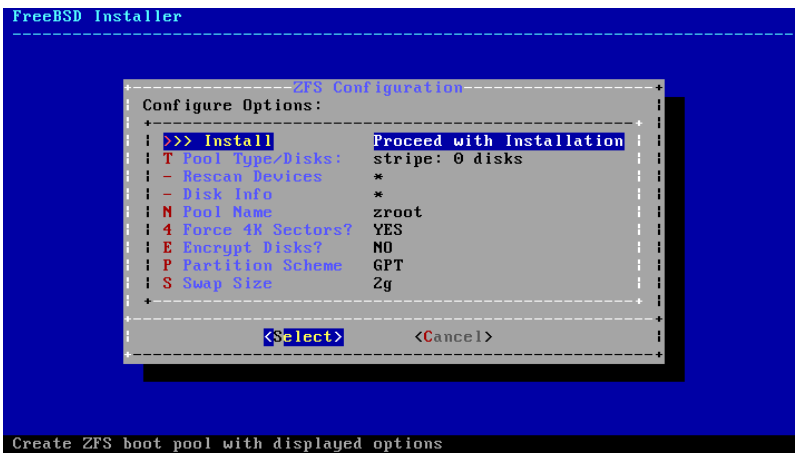 FreeBSD Installer
ZFS Configuration
Configure Options:
>>> Install Proceed with Installation
T Pool Type/Disks: stripe: 0 disks
- Rescan Devices *
- Disk Info *
N Pool Name zroot
4 Force 4K Sectors? YES
E Encrypt Disks? NO
P Partition Scheme GPT
S Swap Size 2g
<Select> <Cancel>
Create ZFS boot pool with displayed options